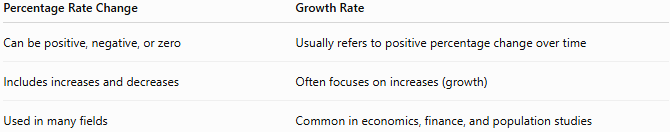 Percentage Rate Change Growth Rate
Can be positive, negative, or zero Usually refers to positive percentage change over time
Includes increases and decreases Often focuses on increases (growth)
Used in many fields Common in economics, finance, and population studies